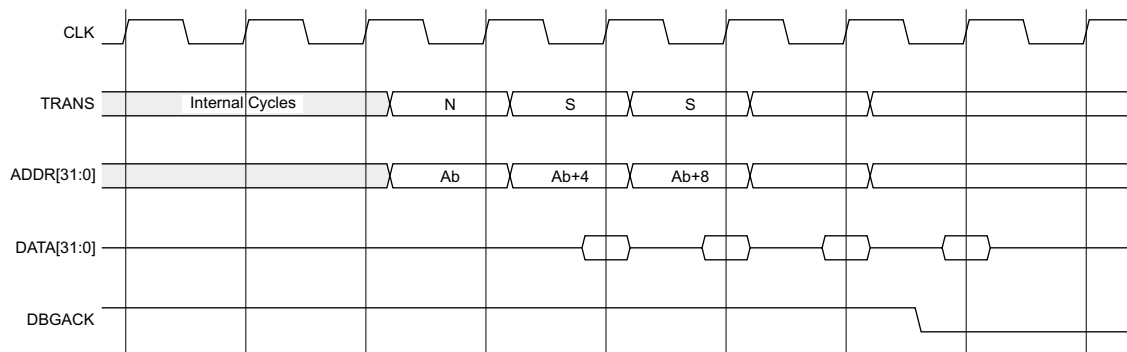 CLK
TRANS Internal Cycles N S S
ADDR[31:0] Ab Ab+4 Ab+8
DATA[31:0]
DBGACK